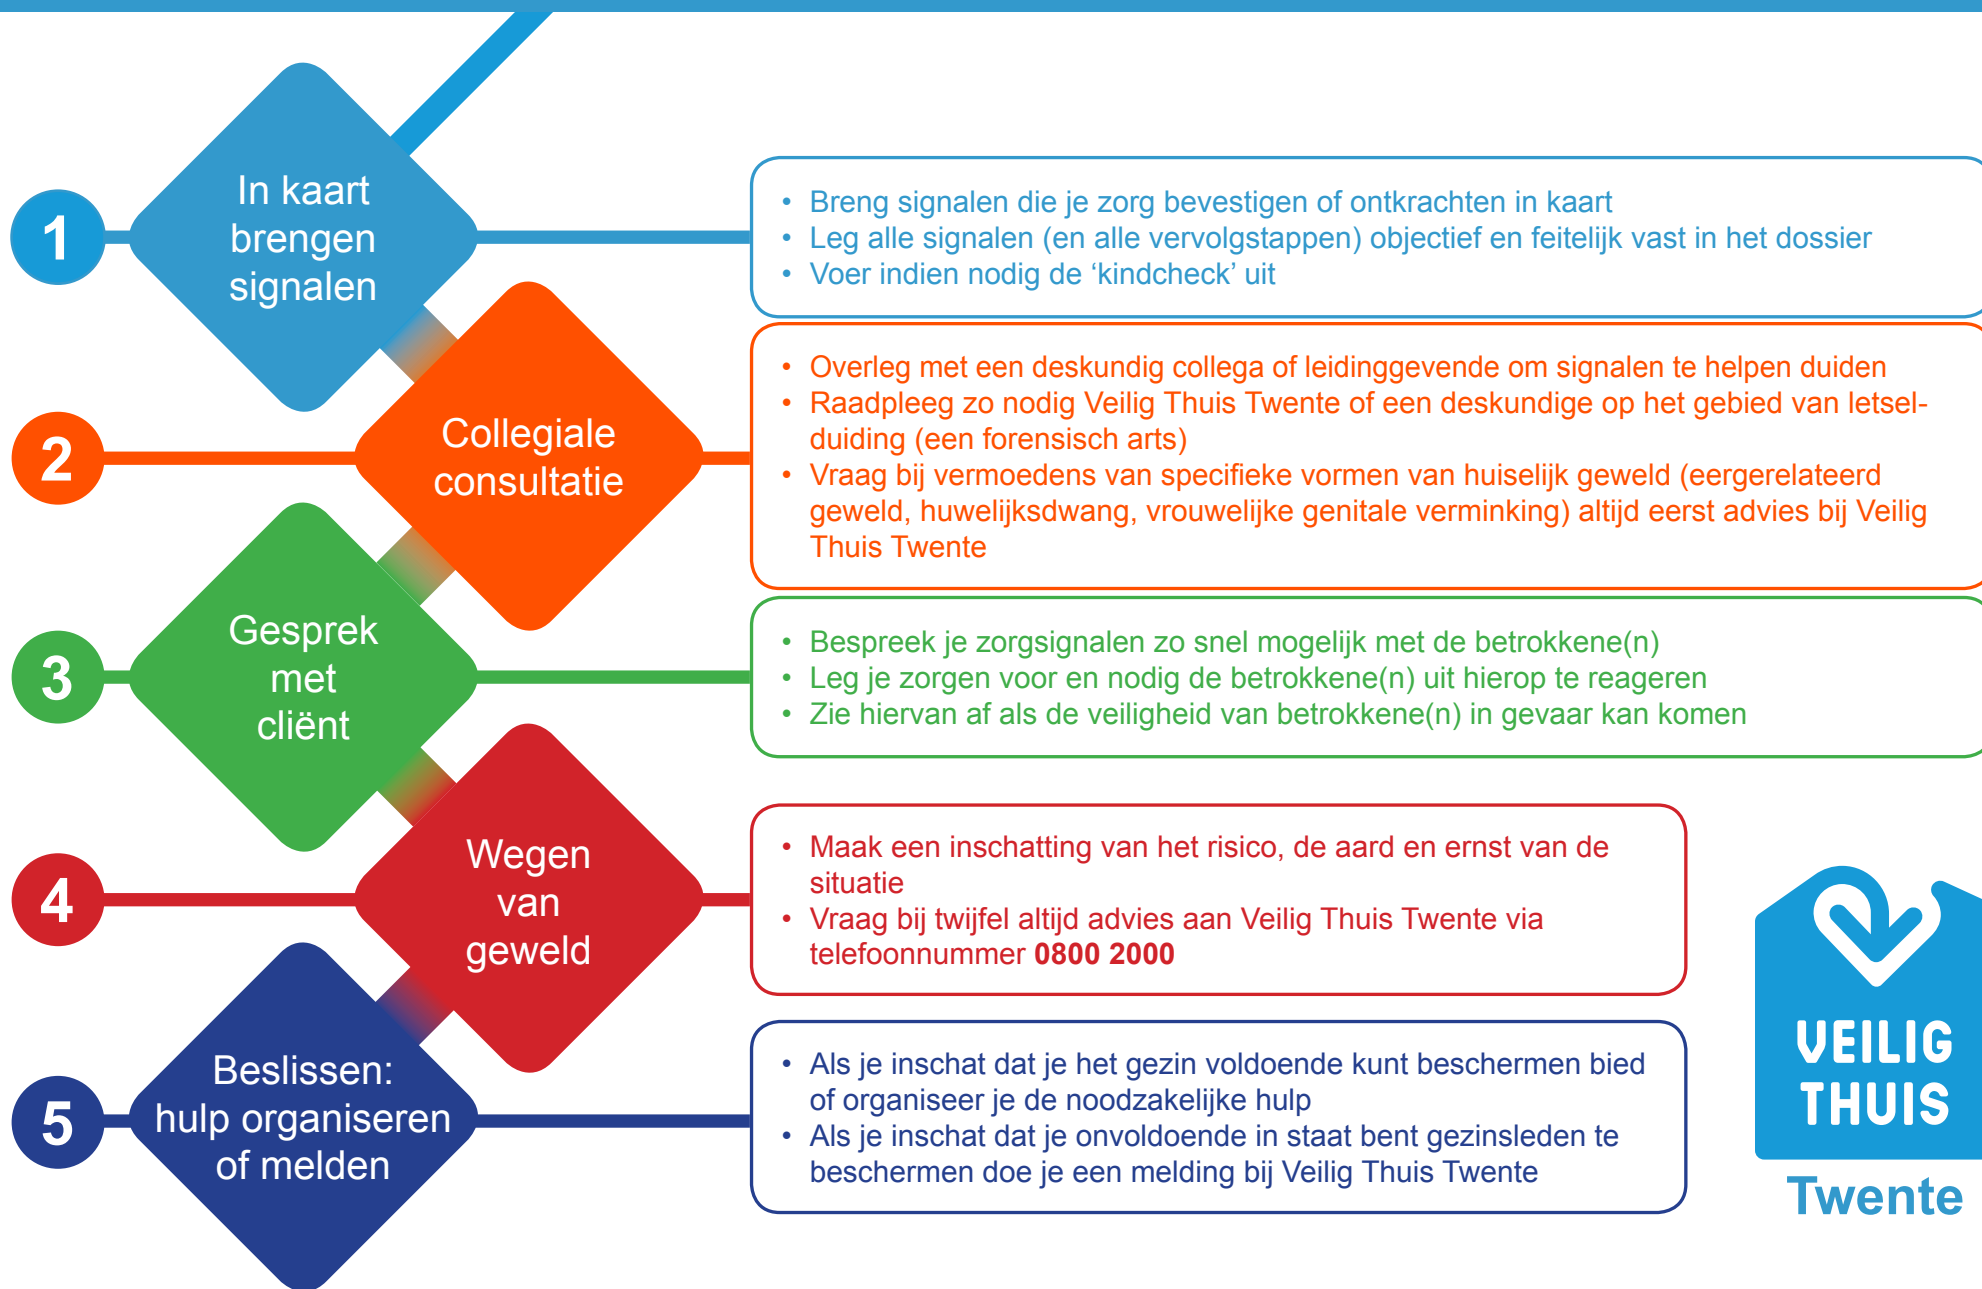 1
In kaart
brengen
signalen
• Breng signalen die je zorg bevestigen of ontkrachten in kaart
• Leg alle signalen (en alle vervolgstappen) objectief en feitelijk vast in het dossier
• Voer indien nodig de ‘kindcheck’ uit
2
Collegiale
consultatie
• Overleg met een deskundig collega of leidinggevende om signalen te helpen duiden
• Raadpleeg zo nodig Veilig Thuis Twente of een deskundige op het gebied van letsel-
duiding (een forensisch arts)
• Vraag bij vermoedens van specifieke vormen van huiselijk geweld (eergerelateerd
geweld, huwelijksdwang, vrouwelijke genitale verminking) altijd eerst advies bij Veilig
Thuis Twente
3
Gesprek
met
cliënt
• Bespreek je zorgsignalen zo snel mogelijk met de betrokkene(n)
• Leg je zorgen voor en nodig de betrokkene(n) uit hierop te reageren
• Zie hiervan af als de veiligheid van betrokkene(n) in gevaar kan komen
4
Wegen
van
geweld
• Maak een inschatting van het risico, de aard en ernst van de
situatie
• Vraag bij twijfel altijd advies aan Veilig Thuis Twente via
telefoonnummer 0800 2000
5
Beslissen:
hulp organiseren
of melden
• Als je inschat dat je het gezin voldoende kunt beschermen bied
of organiseer je de noodzakelijke hulp
• Als je inschat dat je onvoldoende in staat bent gezinsleden te
beschermen doe je een melding bij Veilig Thuis Twente
VEILIG
THUIS
Twente